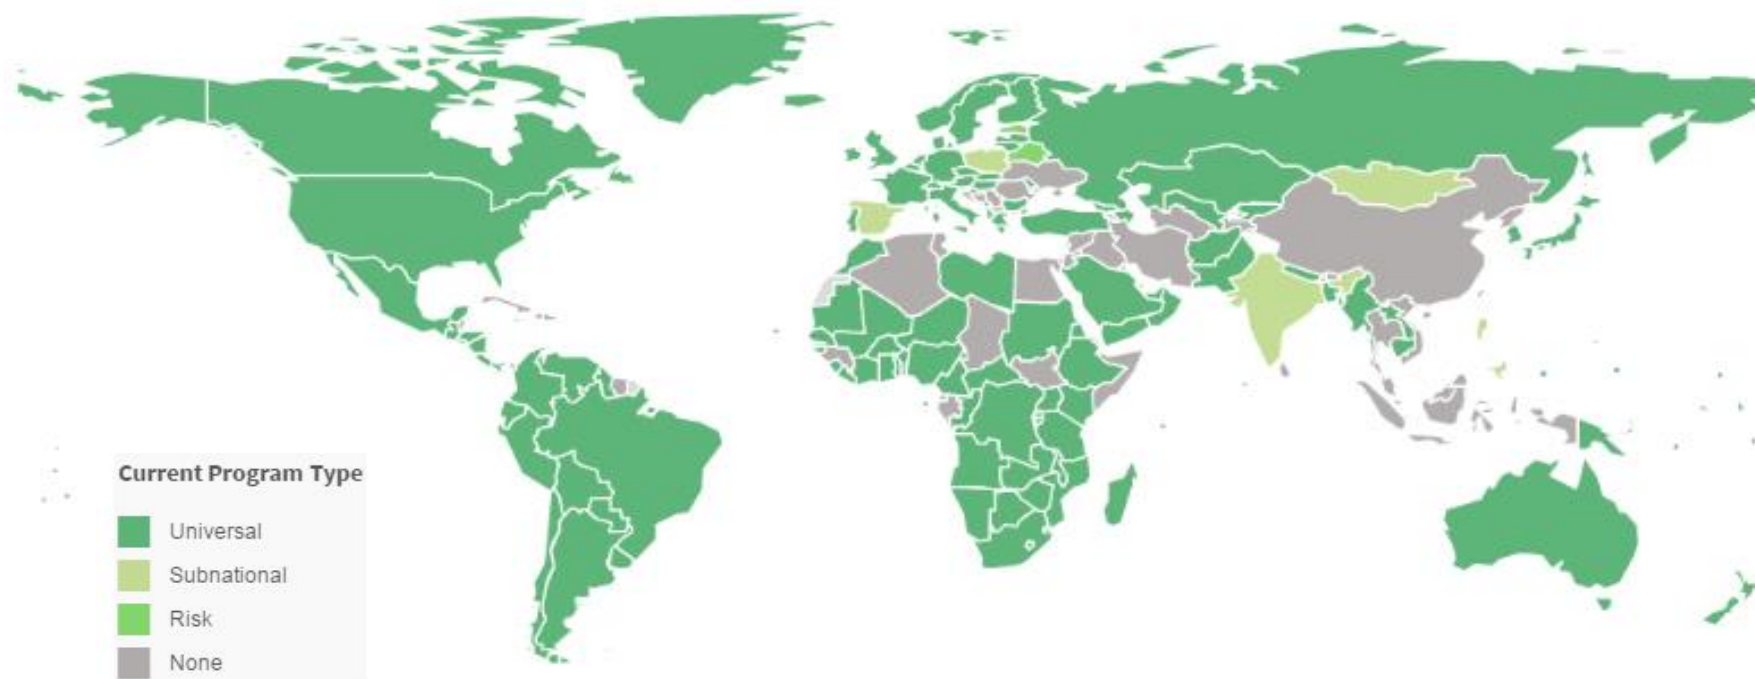 Current Program Type
Universal
Subnational
Risk
None